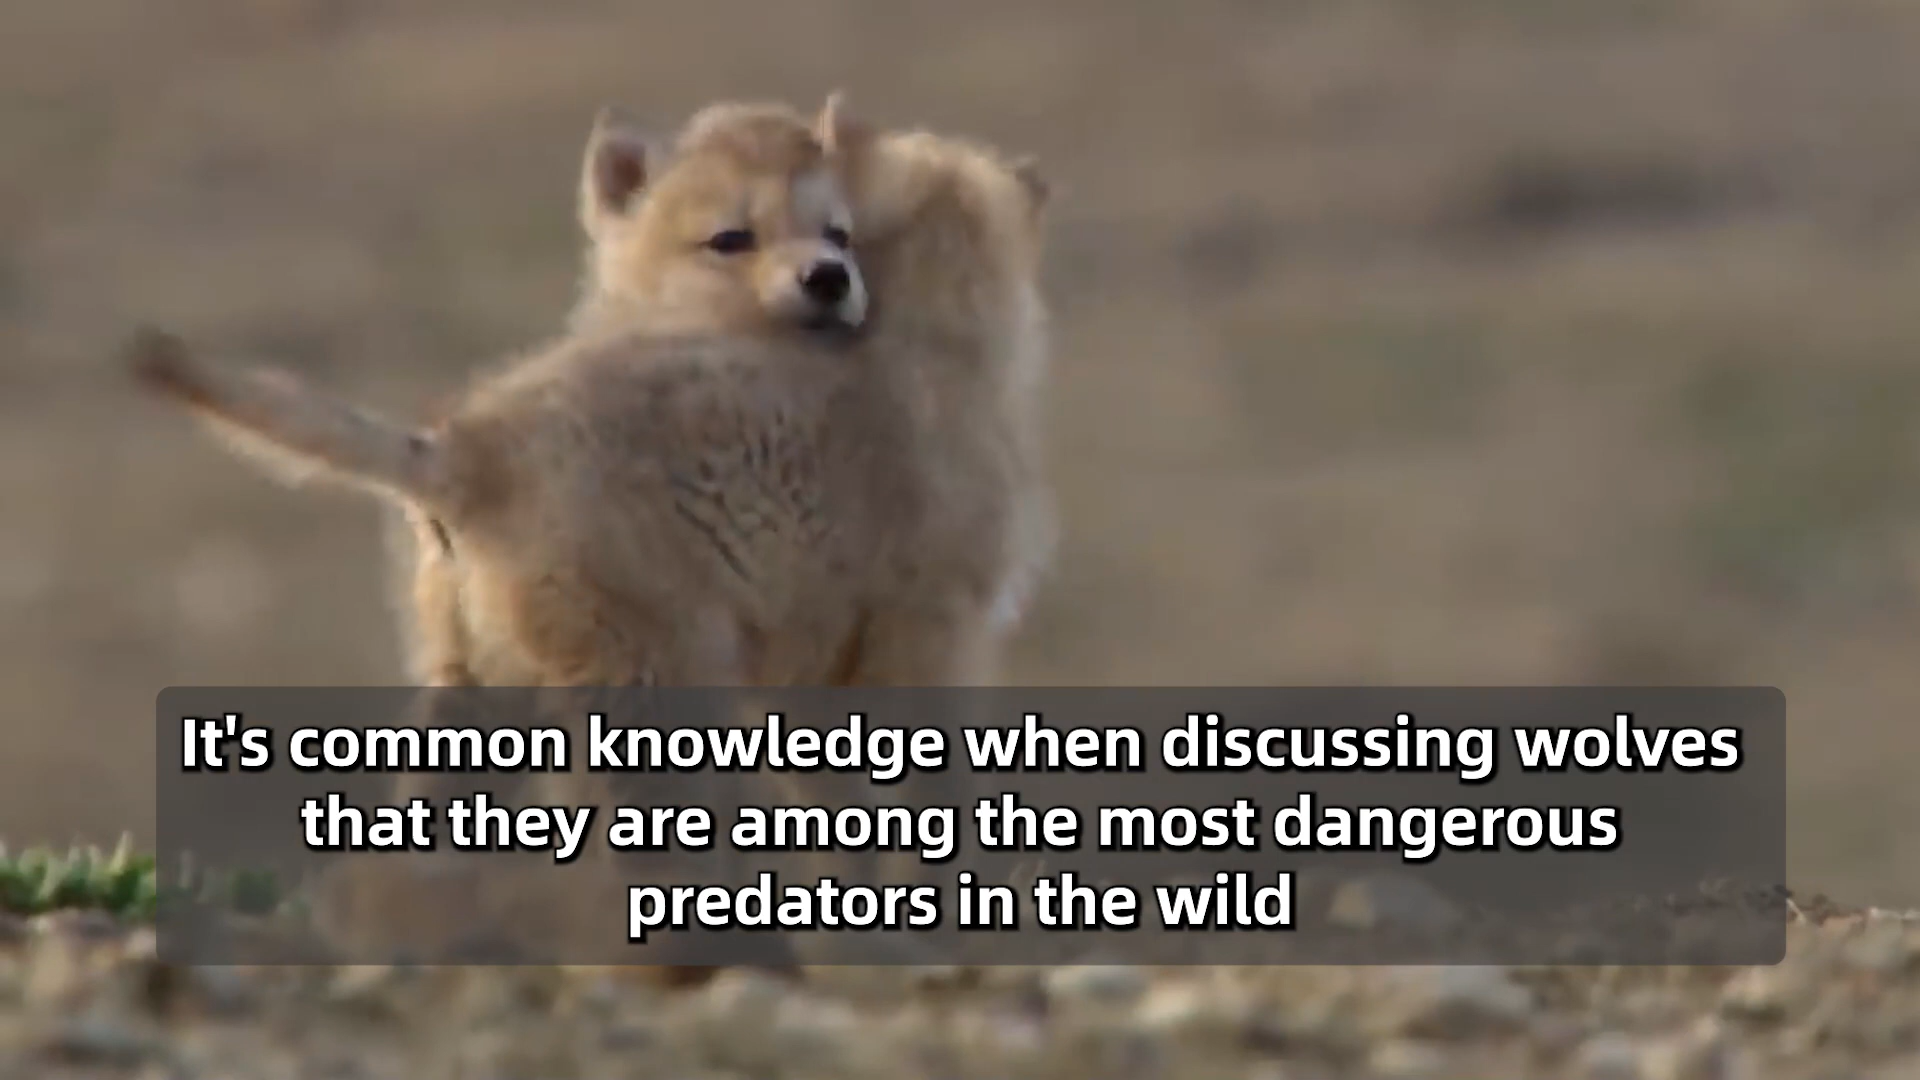 It's common knowledge when discussing wolves
that they are among the most dangerous
predators in the wild